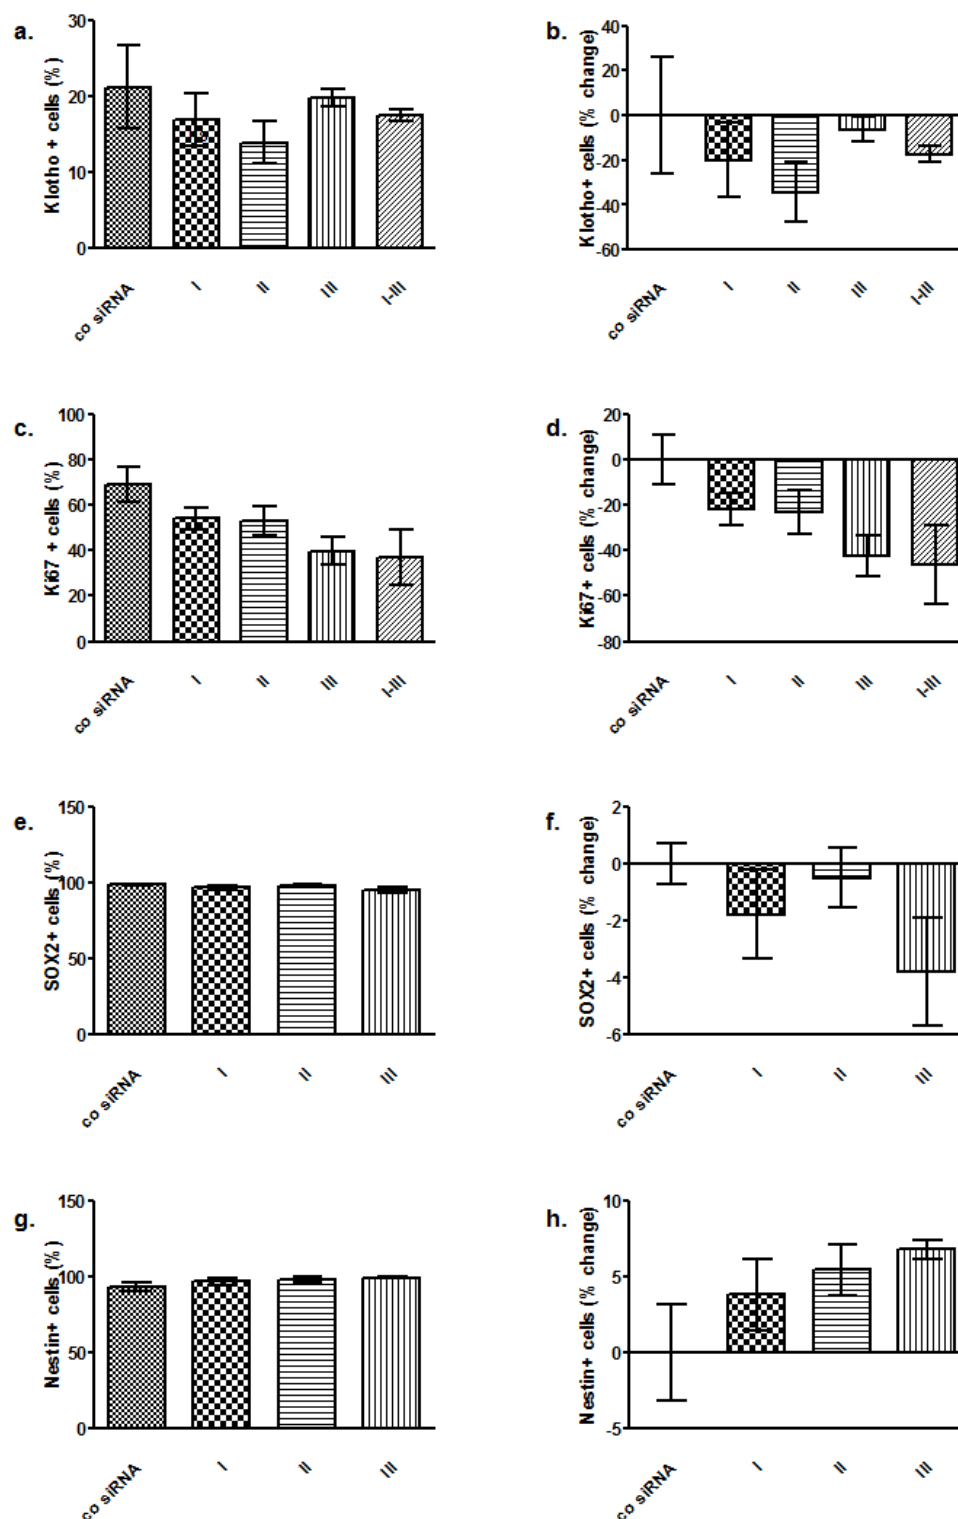 a.
Klotho + cells (%)
30
20
10
0
co siRNA
I
II
III
I-III
b.
Klotho+ cells (% change)
40
20
0
-20
-40
-60
co siRNA
I
II
III
I-III
c.
Ki67 + cells (%)
100
80
60
40
20
0
co siRNA
I
II
III
I-III
d.
Ki67+ cells (% change)
20
0
-20
-40
-60
-80
co siRNA
I
II
III
I-III
e.
SOX2+ cells (%)
150
100
50
0
co siRNA
I
II
III
f.
SOX2+ cells (% change)
2
0
-2
-4
-6
co siRNA
I
II
III
g.
Nestin+ cells (%)
150
100
50
0
co siRNA
I
II
III
h.
Nestin+ cells (% change)
10
5
0
-5
co siRNA
I
II
III